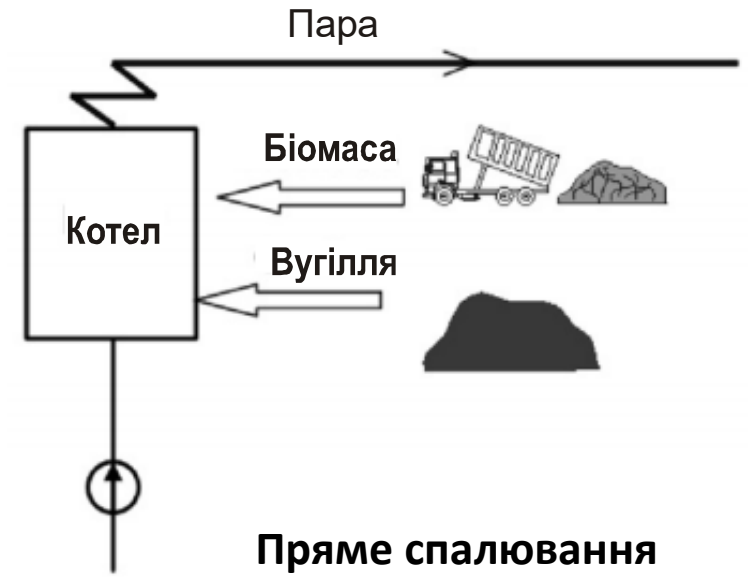 Пара
Біомаса
Котел
Вугілля
Пряме спалювання